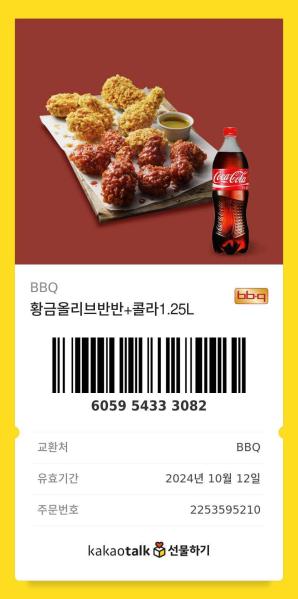 Coca-Cola
BBQ
황금올리브반반+콜라1.25L
bb.q
6059 5433 3082
교환처 BBQ
유효기간 2024년 10월 12일
주문번호 2253595210
kakaotalk 선물하기